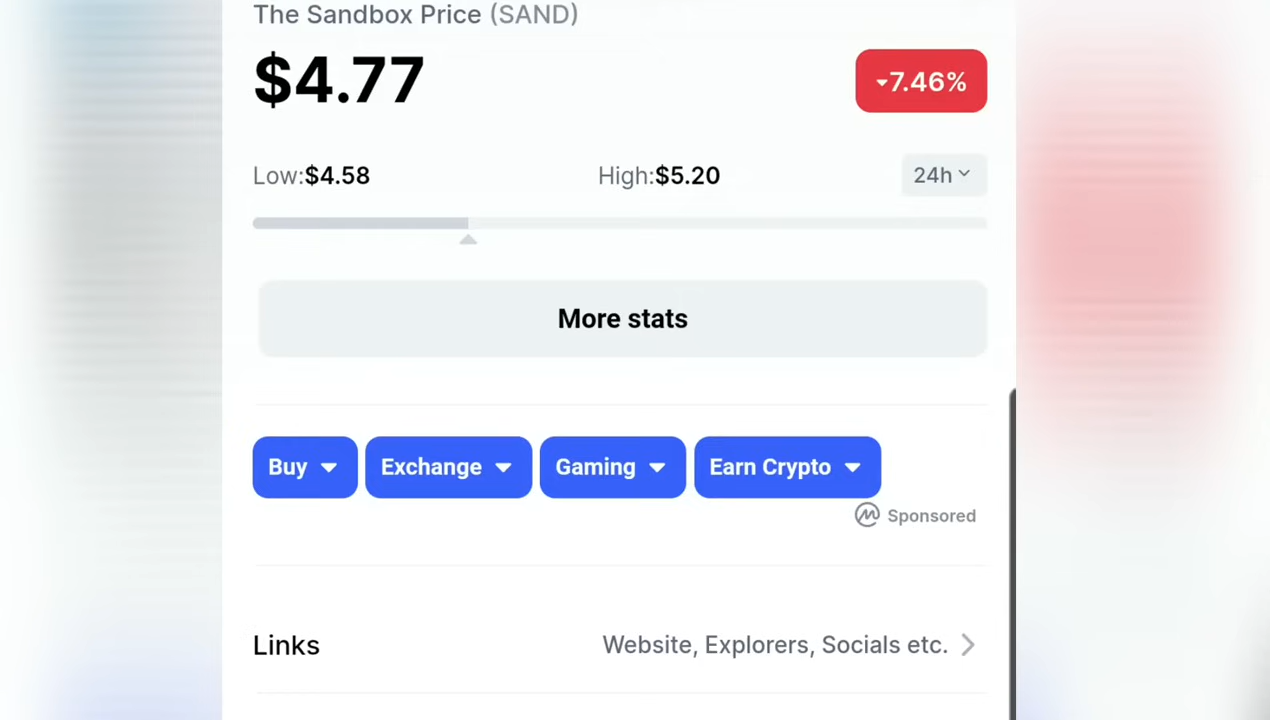 The Sandbox Price (SAND)
$4.77
7.46%
Low:$4.58 High:$5.20 24h
More stats
Buy Exchange Gaming Earn Crypto
Sponsored
Links Website, Explorers, Socials etc.